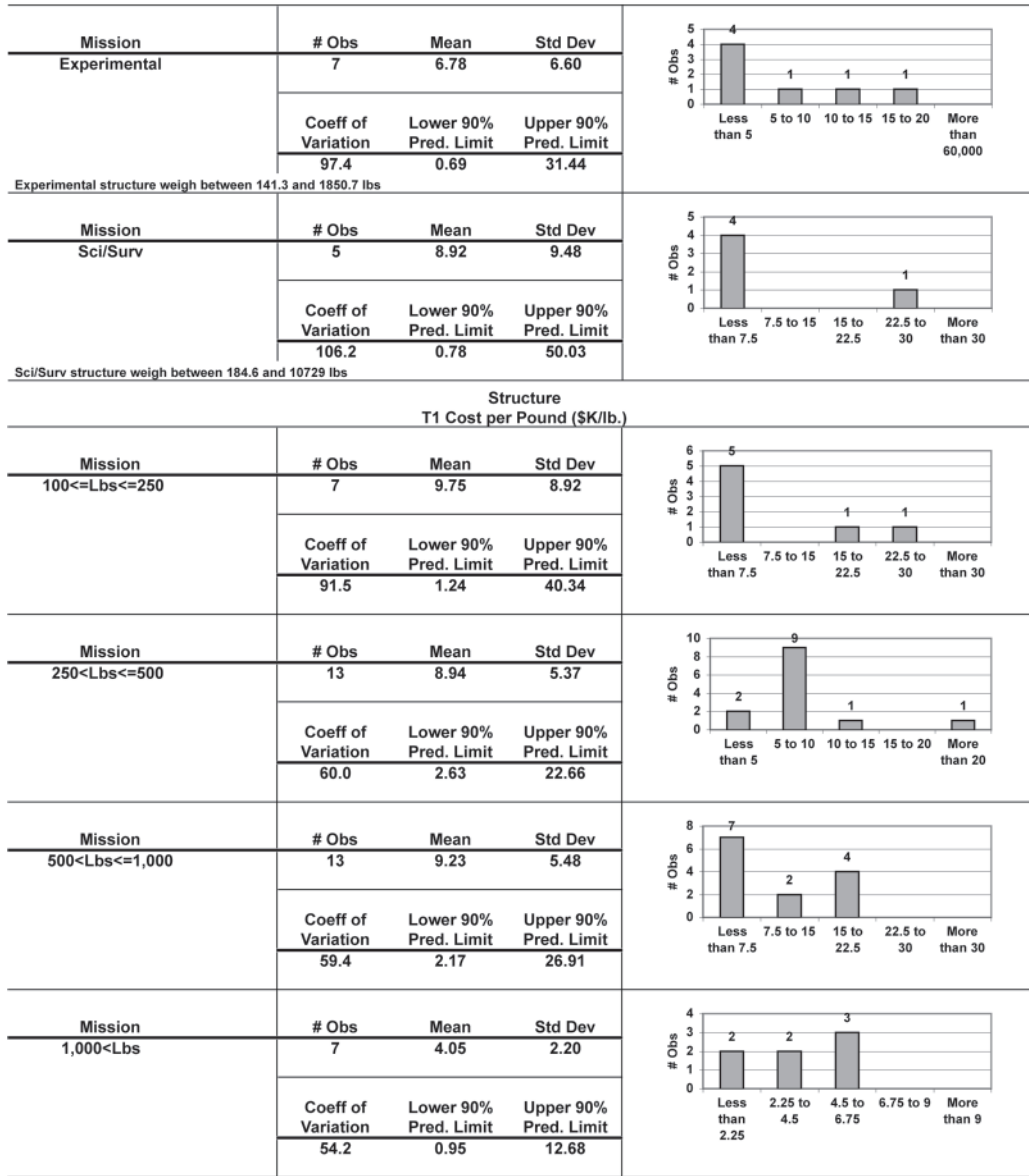 Mission # Obs Mean Std Dev
Experimental 7 6.78 6.60
Coeff of Lower 90% Upper 90%
Variation Pred. Limit Pred. Limit
97.4 0.69 31.44
Experimental structure weigh between 141.3 and 1850.7 lbs
# Obs
5
4
3
2
1
0
4 1 1 1
Less 5 to 10 10 to 15 15 to 20 More
than 5 than
60,000
Mission # Obs Mean Std Dev
Sci/Surv 5 8.92 9.48
Coeff of Lower 90% Upper 90%
Variation Pred. Limit Pred. Limit
106.2 0.78 50.03
Sci/Surv structure weigh between 184.6 and 10729 lbs
# Obs
5
4
3
2
1
0
4 1
Less 7.5 to 15 15 to 22.5 to More
than 7.5 22.5 30 than 30
Structure
T1 Cost per Pound ($K/lb.)
Mission # Obs Mean Std Dev
100<=Lbs<=250 7 9.75 8.92
Coeff of Lower 90% Upper 90%
Variation Pred. Limit Pred. Limit
91.5 1.24 40.34
# Obs
6
5
4
3
2
1
0
5 1 1
Less 7.5 to 15 15 to 22.5 to More
than 7.5 22.5 30 than 30
Mission # Obs Mean Std Dev
250<Lbs<=500 13 8.94 5.37
Coeff of Lower 90% Upper 90%
Variation Pred. Limit Pred. Limit
60.0 2.63 22.66
# Obs
10
8
6
4
2
0
2 9 1 1
Less 5 to 10 10 to 15 15 to 20 More
than 5 than 20
Mission # Obs Mean Std Dev
500<Lbs<=1,000 13 9.23 5.48
Coeff of Lower 90% Upper 90%
Variation Pred. Limit Pred. Limit
59.4 2.17 26.91
# Obs
8
6
4
2
0
7 2 4
Less 7.5 to 15 15 to 22.5 to More
than 7.5 22.5 30 than 30
Mission # Obs Mean Std Dev
1,000<Lbs 7 4.05 2.20
Coeff of Lower 90% Upper 90%
Variation Pred. Limit Pred. Limit
54.2 0.95 12.68
# Obs
4
3
2
1
0
2 2 3
Less 2.25 to 4.5 to 6.75 to 9 More
than 4.5 6.75 than 9
2.25